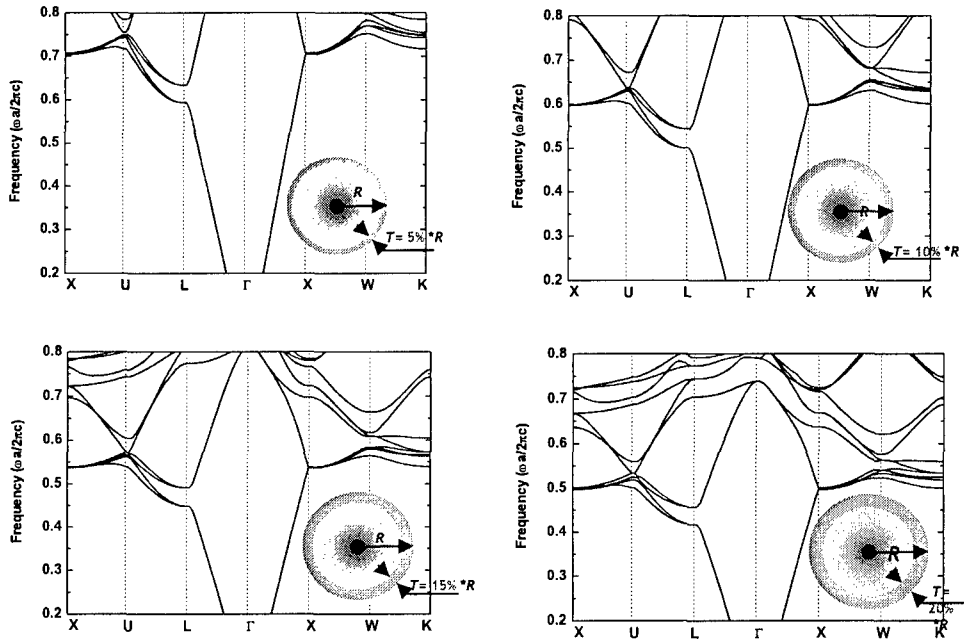 0.8
0.7
0.6
0.5
0.4
0.3
0.2
Frequency (ωa/2πc)
X U L Γ X W K
R
T = 5% *R
0.8
0.7
0.6
0.5
0.4
0.3
0.2
Frequency (ωa/2πc)
X U L Γ X W K
R
T = 10% *R
0.8
0.7
0.6
0.5
0.4
0.3
0.2
Frequency (ωa/2πc)
X U L Γ X W K
R
T = 15% *R
0.8
0.7
0.6
0.5
0.4
0.3
0.2
Frequency (ωa/2πc)
X U L Γ X W K
R
T =
20%
*R